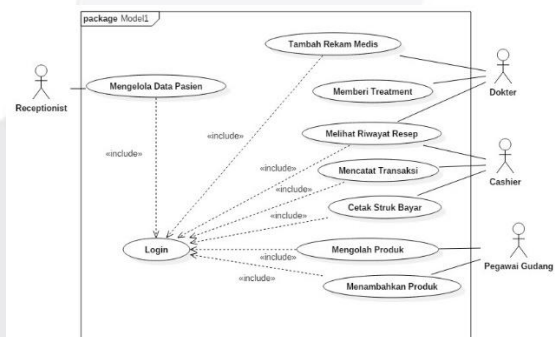 package Model1
Tambah Rekam Medis
Mengelola Data Pasien
Receptionist
Memberi Treatment
Dokter
«include»
«include»
Melihat Riwayat Resep
«include»
Mencatat Transaksi
«include»
Cashier
Cetak Struk Bayar
«include»
Login
Mengolah Produk
«include»
Pegawai Gudang
«include»
Menambahkan Produk